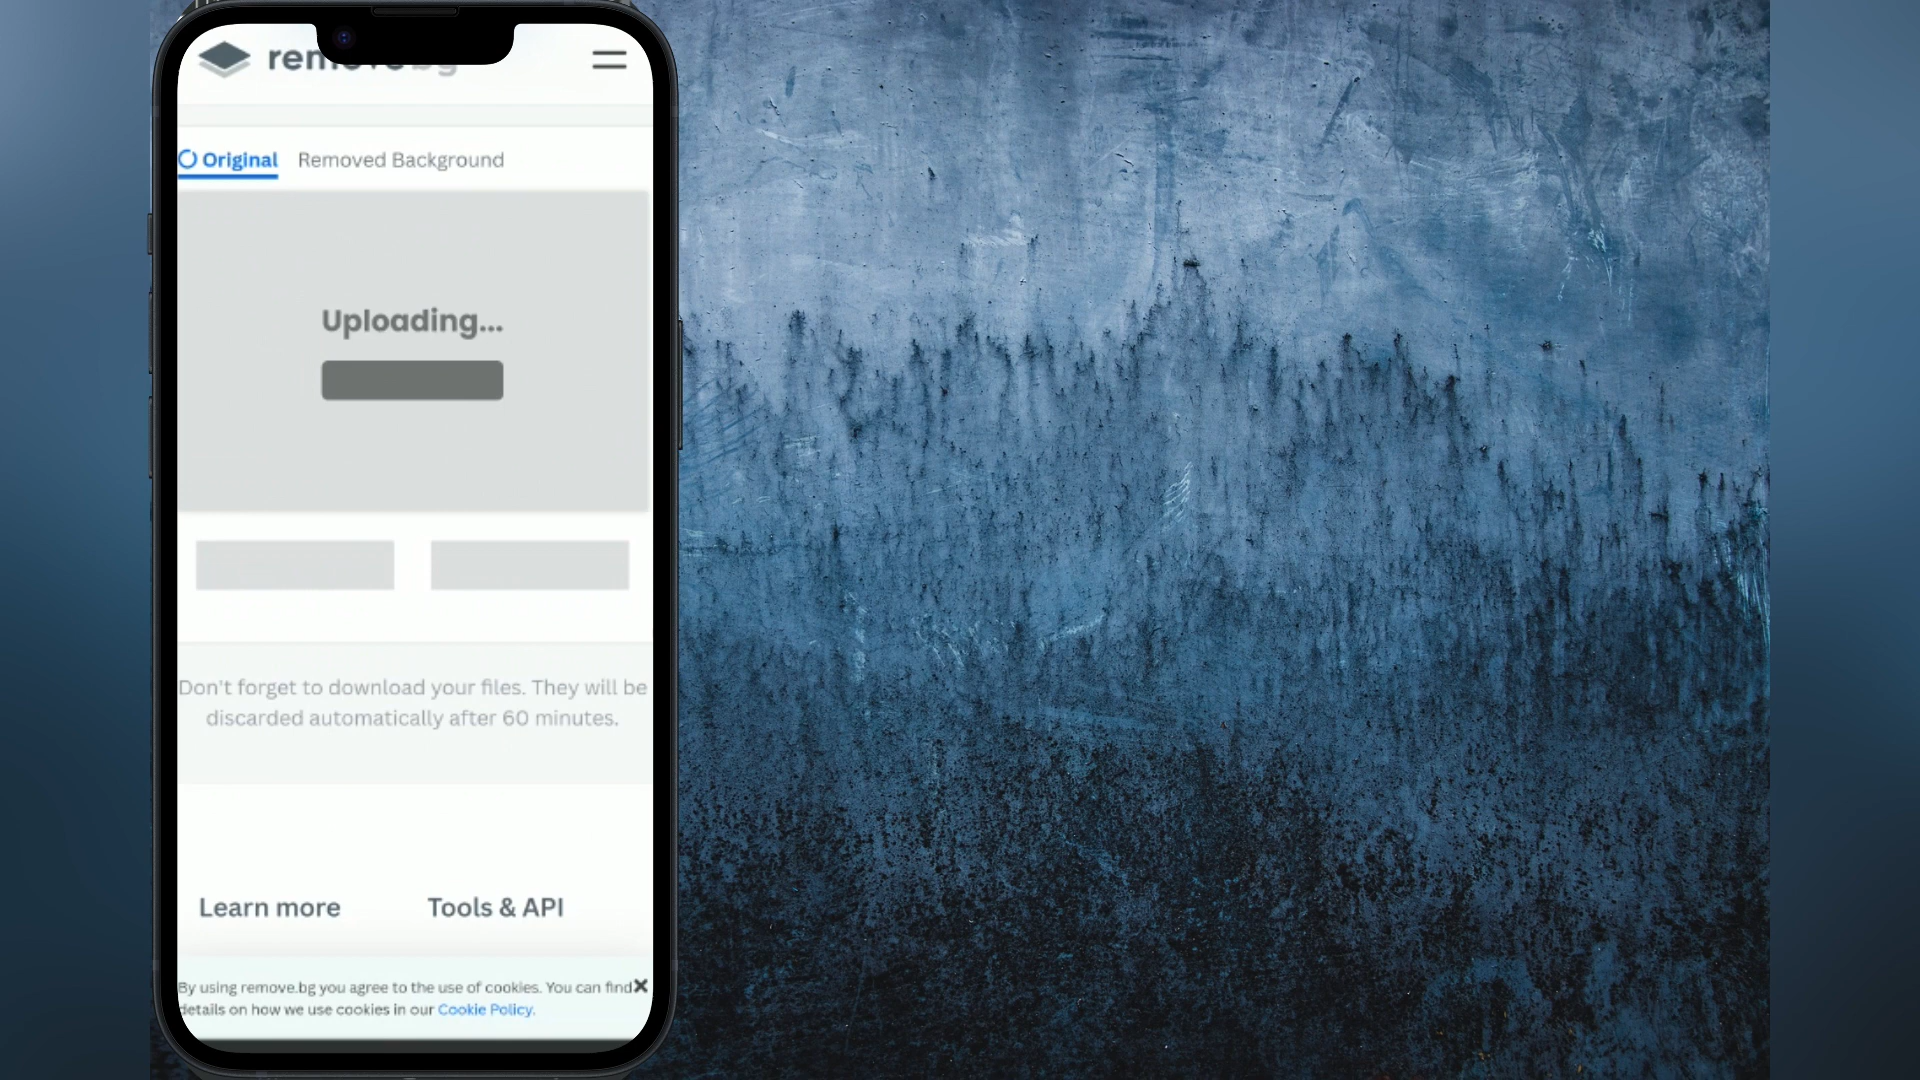 remove bg
Original Removed Background
Uploading...
Don't forget to download your files. They will be
discarded automatically after 60 minutes.
Learn more Tools & API
By using remove.bg you agree to the use of cookies. You can find
details on how we use cookies in our Cookie Policy.